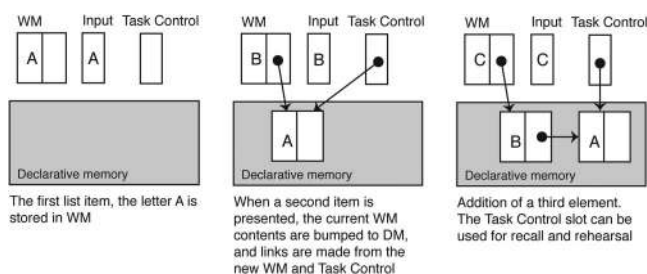 WM Input Task Control
A A
Declarative memory
The first list item, the letter A is
stored in WM
WM Input Task Control
B B
A
Declarative memory
When a second item is
presented, the current WM
contents are bumped to DM,
and links are made from the
new WM and Task Control
WM Input Task Control
C C
B A
Declarative memory
Addition of a third element.
The Task Control slot can be
used for recall and rehearsal